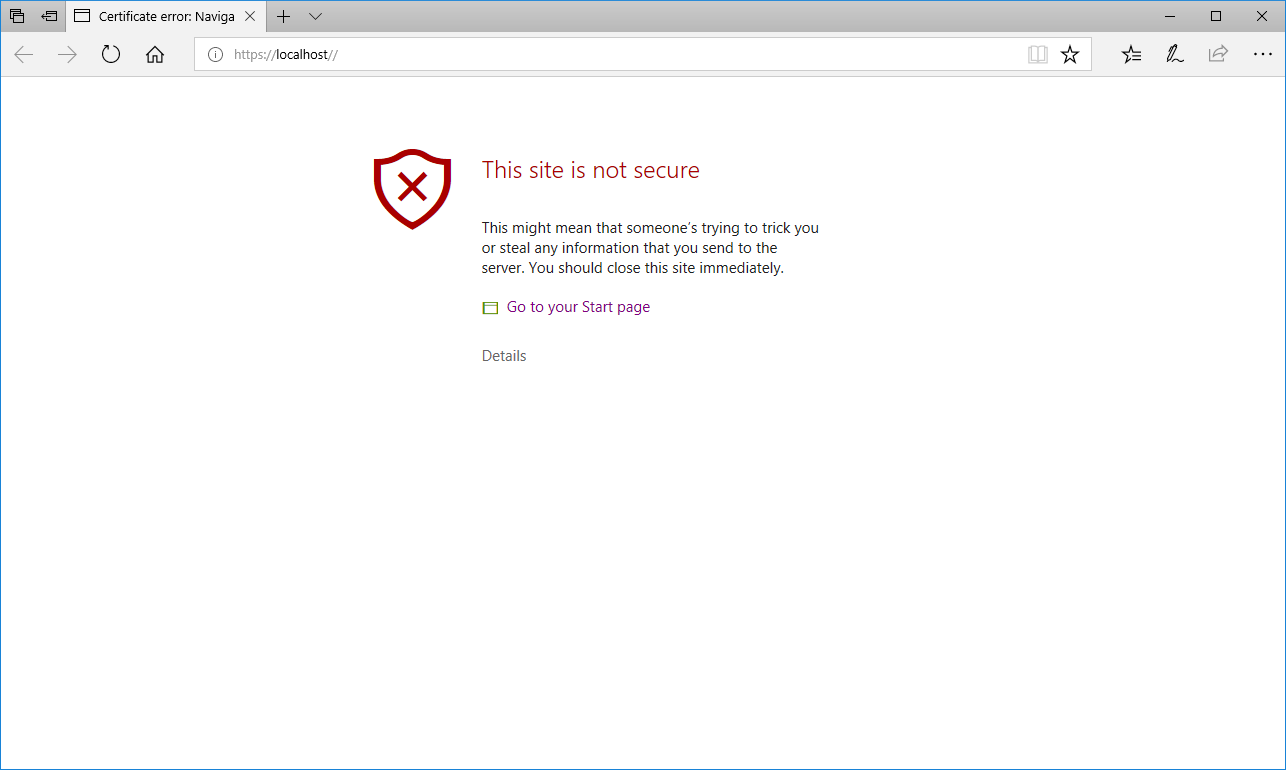 Certificate error: Naviga
https://localhost//
This site is not secure
This might mean that someone’s trying to trick you
or steal any information that you send to the
server. You should close this site immediately.
Go to your Start page
Details